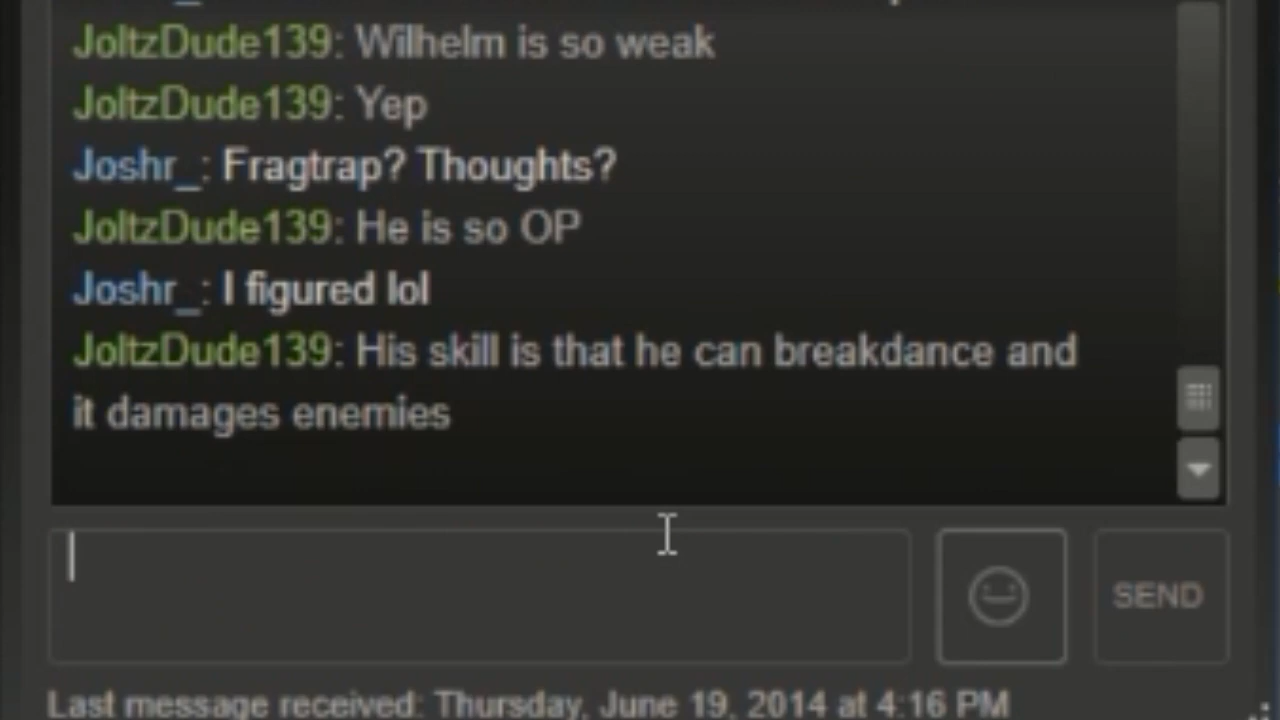 JoltzDude139: Wilhelm is so weak
JoltzDude139: Yep
Joshr_: Fragtrap? Thoughts?
JoltzDude139: He is so OP
Joshr_: I figured lol
JoltzDude139: His skill is that he can breakdance and
it damages enemies
SEND
Last message received: Thursday, June 19, 2014 at 4:16 PM